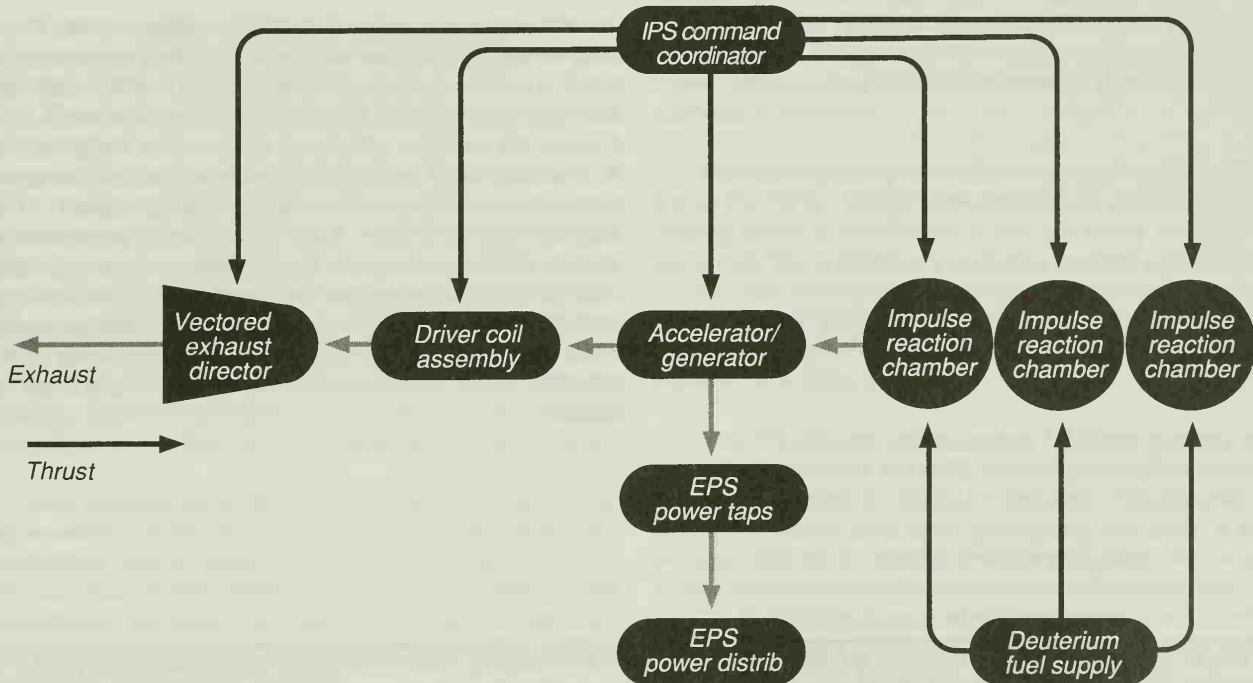 IPS command
coordinator
Vectored
exhaust
director
Driver coil
assembly
Accelerator/
generator
Impulse
reaction
chamber
Impulse
reaction
chamber
Impulse
reaction
chamber
Exhaust
Thrust
EPS
power taps
EPS
power distrib
Deuterium
fuel supply